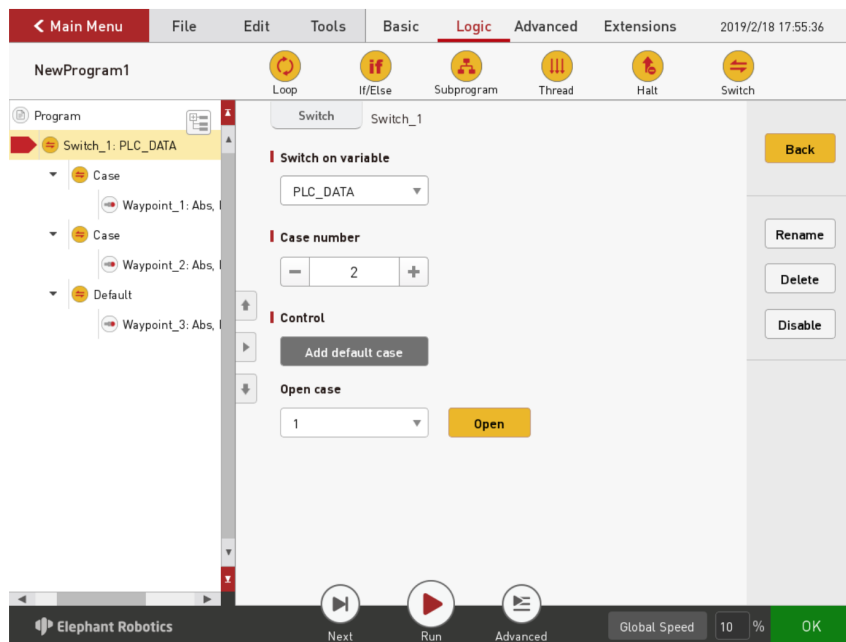 Main Menu File Edit Tools Basic Logic Advanced Extensions 2019/2/18 17:55:36
NewProgram1
Loop If/Else Subprogram Thread Halt Switch
if
Program
Switch_1: PLC_DATA
Case
Waypoint_1: Abs,
Case
Waypoint_2: Abs,
Default
Waypoint_3: Abs,
Switch Switch_1
Switch on variable
PLC_DATA
Case number
2
Control
Add default case
Open case
1 Open
Back
Rename
Delete
Disable
Elephant Robotics Next Run Advanced Global Speed 10 % OK